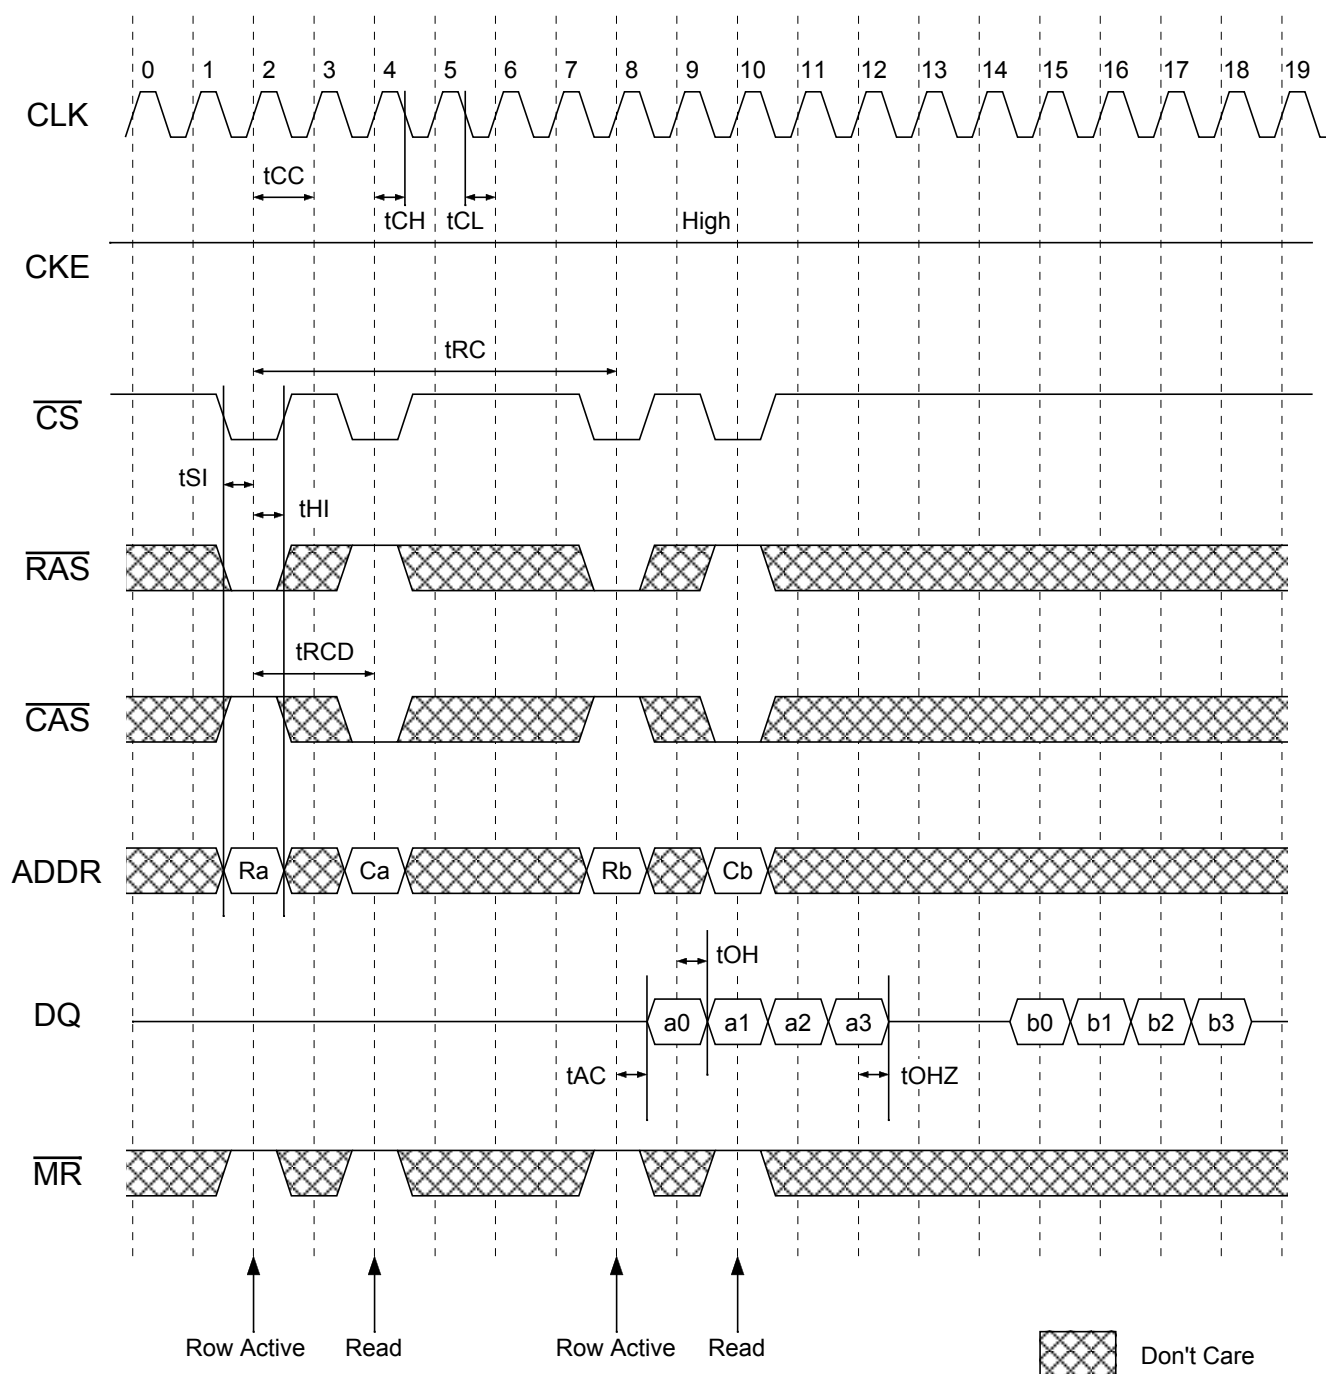 0 1 2 3 4 5 6 7 8 9 10 11 12 13 14 15 16 17 18 19
CLK
tCC
tCH tCL High
CKE
tRC
CS
tSI
tHI
RAS
tRCD
CAS
ADDR Ra Ca Rb Cb
tOH
DQ a0 a1 a2 a3 b0 b1 b2 b3
tAC tOHZ
MR
Row Active Read Row Active Read
Don't Care